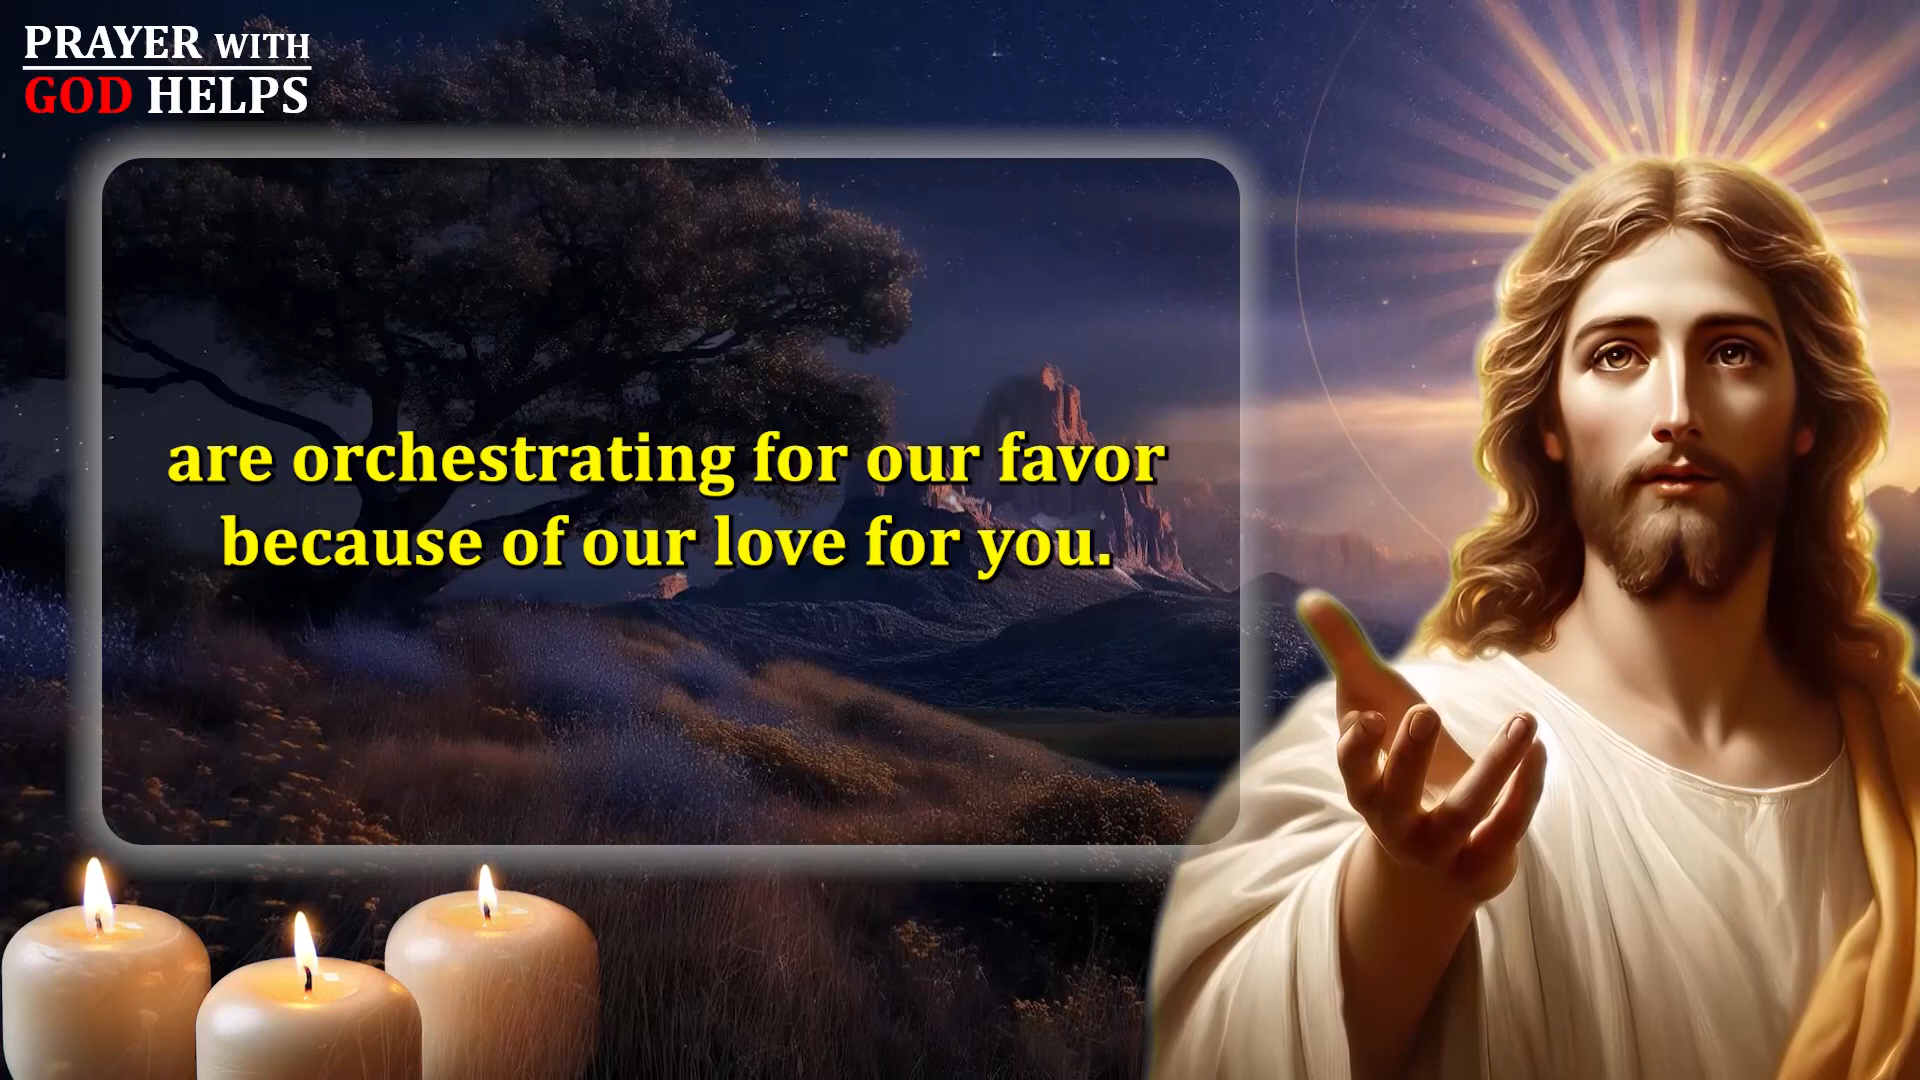 PRAYER WITH
GOD HELPS
are orchestrating for our favor
because of our love for you.